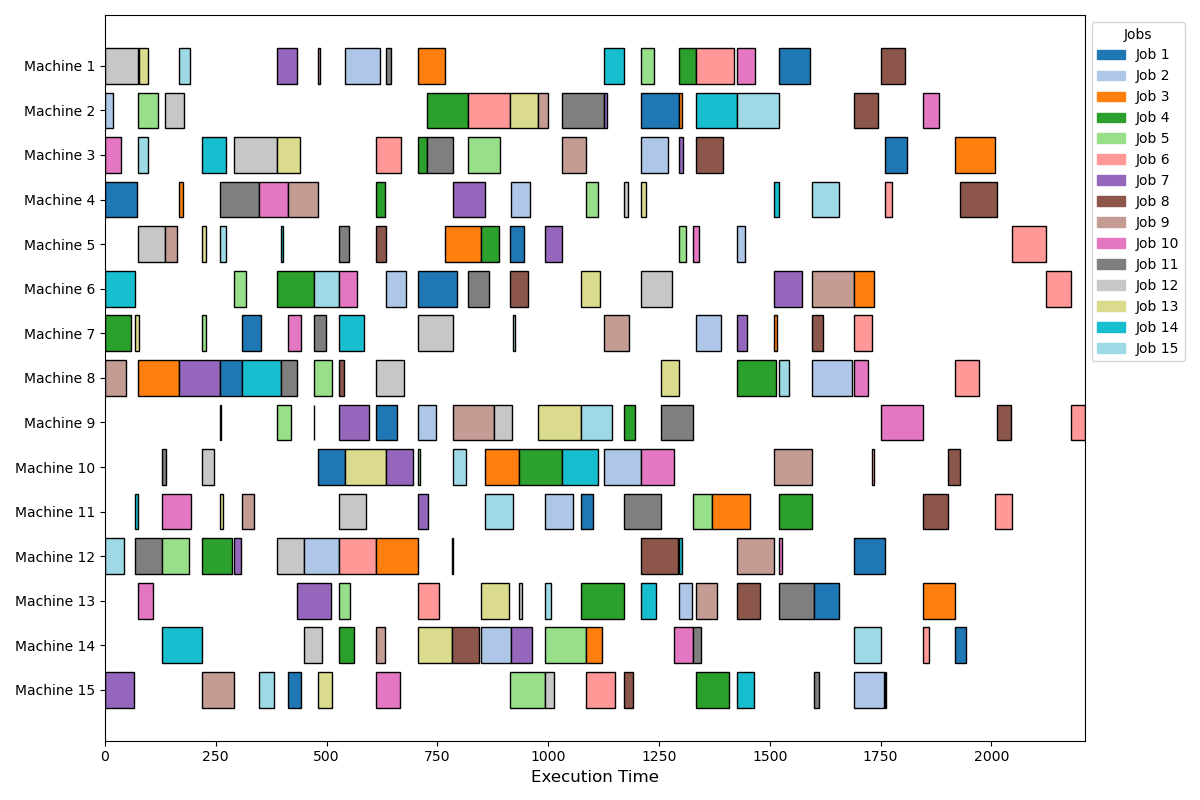 Machine 1
Machine 2
Machine 3
Machine 4
Machine 5
Machine 6
Machine 7
Machine 8
Machine 9
Machine 10
Machine 11
Machine 12
Machine 13
Machine 14
Machine 15
0 250 500 750 1000 1250 1500 1750 2000
Execution Time
Jobs
Job 1
Job 2
Job 3
Job 4
Job 5
Job 6
Job 7
Job 8
Job 9
Job 10
Job 11
Job 12
Job 13
Job 14
Job 15